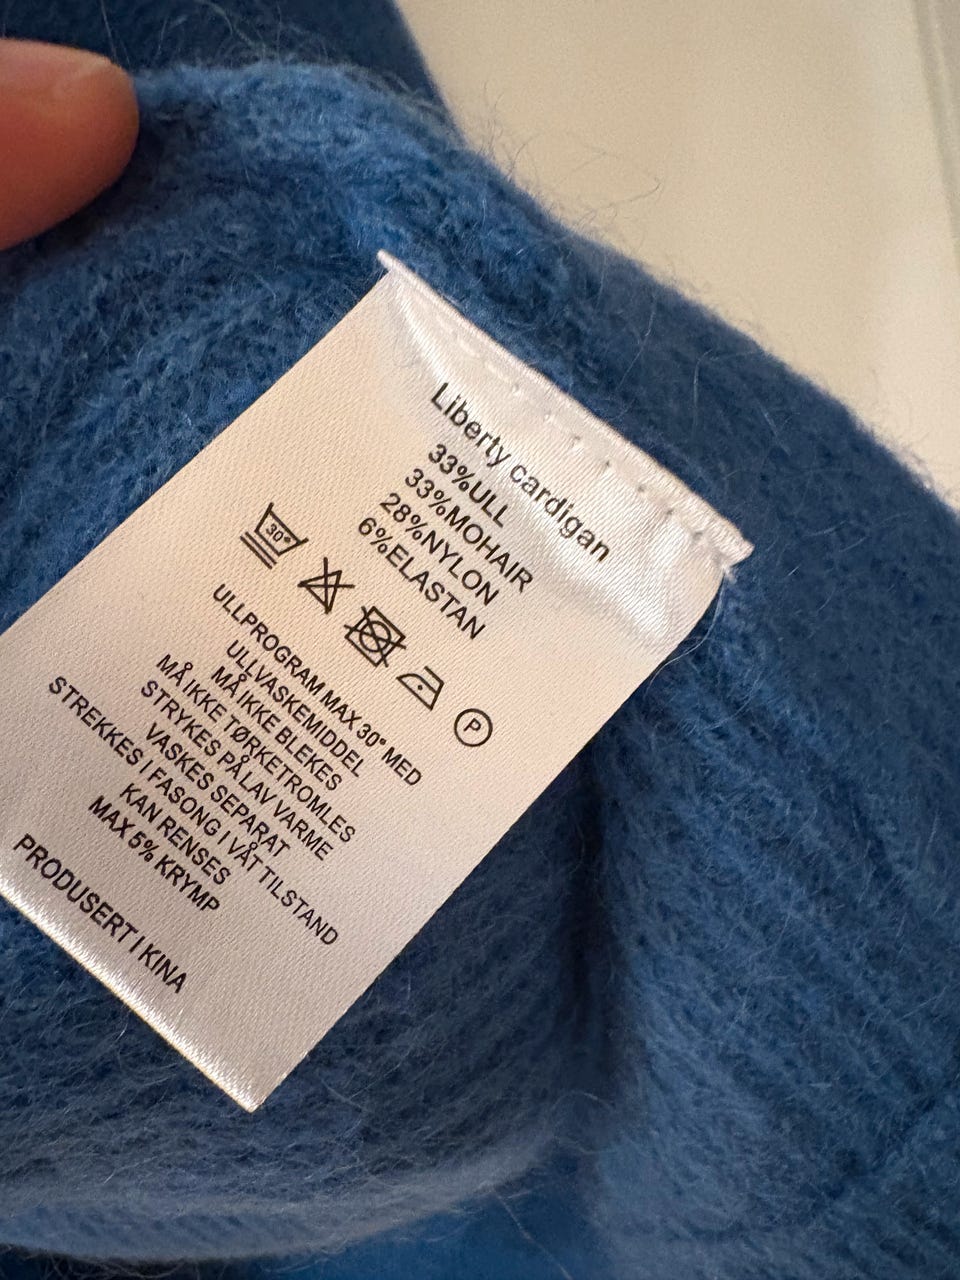 Liberty cardigan
33%ULL
33%MOHAIR
28%NYLON
6%ELASTAN
30° P
ULLPROGRAM MAX 30° MED
ULLVASKEMIDDEL
MÅ IKKE BLEKES
MÅ IKKE TØRKETROMLES
STRYKES PÅ LAV VARME
VASKES SEPARAT
STREKKES I FASONG I VÅT TILSTAND
KAN RENSES
MAX 5% KRYMP
PRODUSERT I KINA